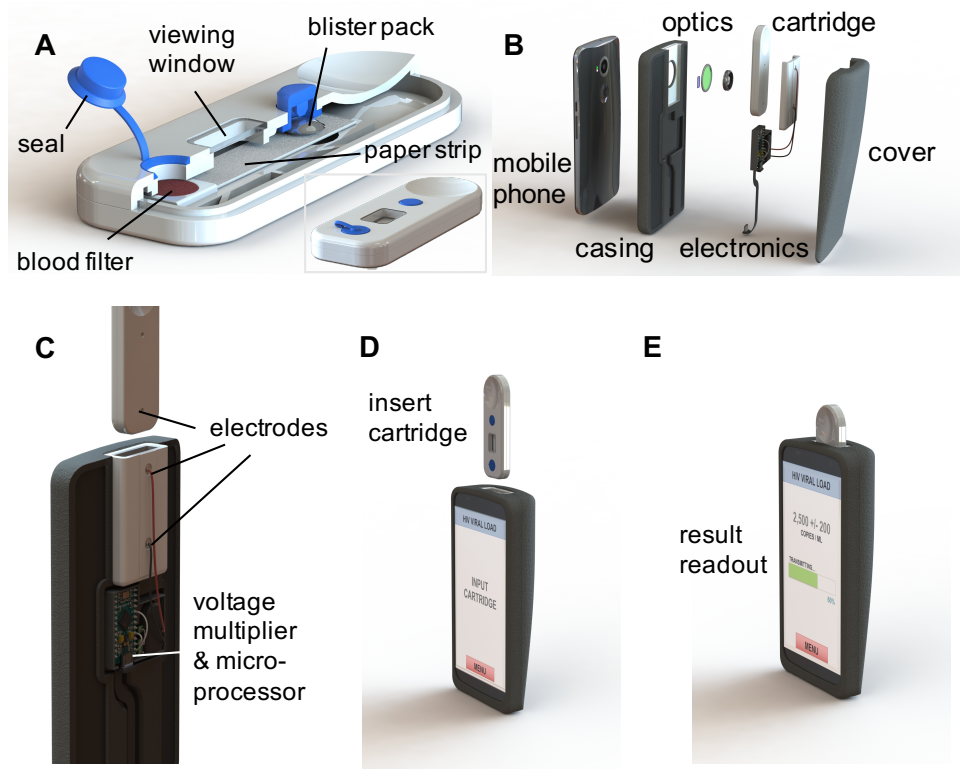 A
viewing
window
blister pack
seal
paper strip
blood filter
B
optics
cartridge
mobile
phone
cover
casing
electronics
C
electrodes
voltage
multiplier
& micro-
processor
D
insert
cartridge
HIV VIRAL LOAD
INPUT
CARTRIDGE
MENU
E
result
readout
HIV VIRAL LOAD
2,500 +/- 200
COPIES / ML
TRANSMITTING...
MENU